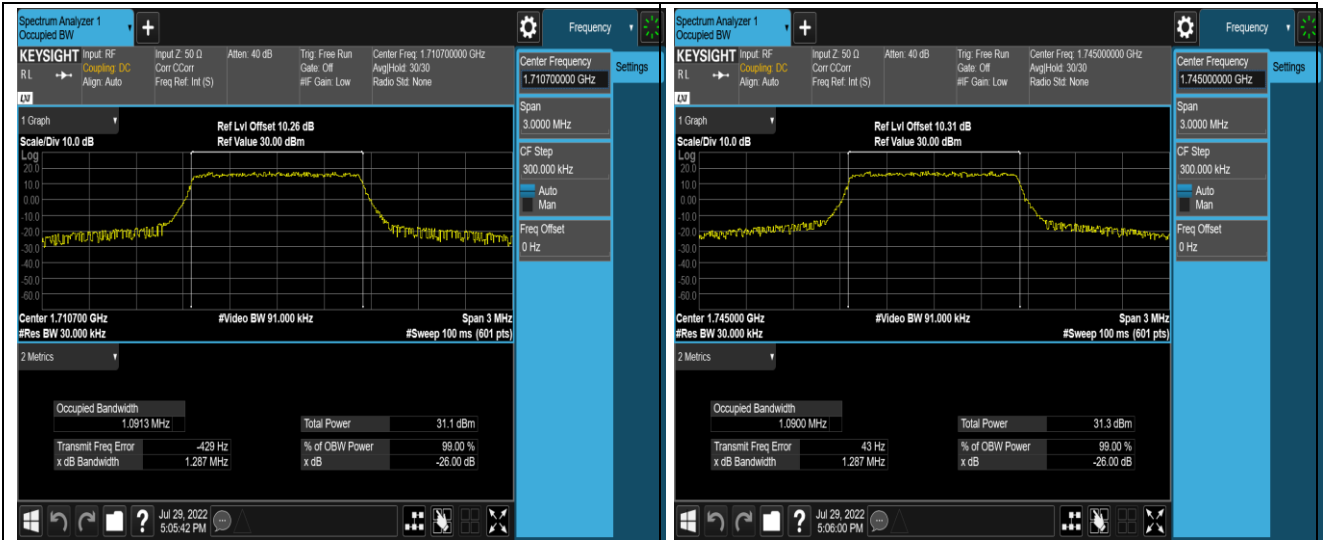 Spectrum Analyzer 1
Occupied BW
+
Frequency
KEYSIGHT
RL
LXI
Input: RF
Coupling: DC
Align: Auto
Input Z: 50 Ω
Corr CCorr
Freq Ref: Int (S)
Atten: 40 dB
Trig: Free Run
Gate: Off
#IF Gain: Low
Center Freq: 1.710700000 GHz
Avg|Hold: 30/30
Radio Std: None
Center Frequency
1.710700000 GHz
Settings
Span
3.0000 MHz
CF Step
300.000 kHz
Auto
Man
Freq Offset
0 Hz
1 Graph
Ref Lvl Offset 10.26 dB
Scale/Div 10.0 dB
Ref Value 30.00 dBm
Log
20.0
10.0
0.00
-10.0
-20.0
-30.0
-40.0
-50.0
-60.0
Center 1.710700 GHz
#Video BW 91.000 kHz
Span 3 MHz
#Res BW 30.000 kHz
#Sweep 100 ms (601 pts)
2 Metrics
Occupied Bandwidth
1.0913 MHz
Total Power 31.1 dBm
Transmit Freq Error -429 Hz
% of OBW Power 99.00 %
x dB Bandwidth 1.287 MHz
x dB -26.00 dB
?
Jul 29, 2022
5:05:42 PM
Spectrum Analyzer 1
Occupied BW
+
Frequency
KEYSIGHT
RL
LXI
Input: RF
Coupling: DC
Align: Auto
Input Z: 50 Ω
Corr CCorr
Freq Ref: Int (S)
Atten: 40 dB
Trig: Free Run
Gate: Off
#IF Gain: Low
Center Freq: 1.745000000 GHz
Avg|Hold: 30/30
Radio Std: None
Center Frequency
1.745000000 GHz
Settings
Span
3.0000 MHz
CF Step
300.000 kHz
Auto
Man
Freq Offset
0 Hz
1 Graph
Ref Lvl Offset 10.31 dB
Scale/Div 10.0 dB
Ref Value 30.00 dBm
Log
20.0
10.0
0.00
-10.0
-20.0
-30.0
-40.0
-50.0
-60.0
Center 1.745000 GHz
#Video BW 91.000 kHz
Span 3 MHz
#Res BW 30.000 kHz
#Sweep 100 ms (601 pts)
2 Metrics
Occupied Bandwidth
1.0900 MHz
Total Power 31.3 dBm
Transmit Freq Error 43 Hz
% of OBW Power 99.00 %
x dB Bandwidth 1.287 MHz
x dB -26.00 dB
?
Jul 29, 2022
5:06:00 PM